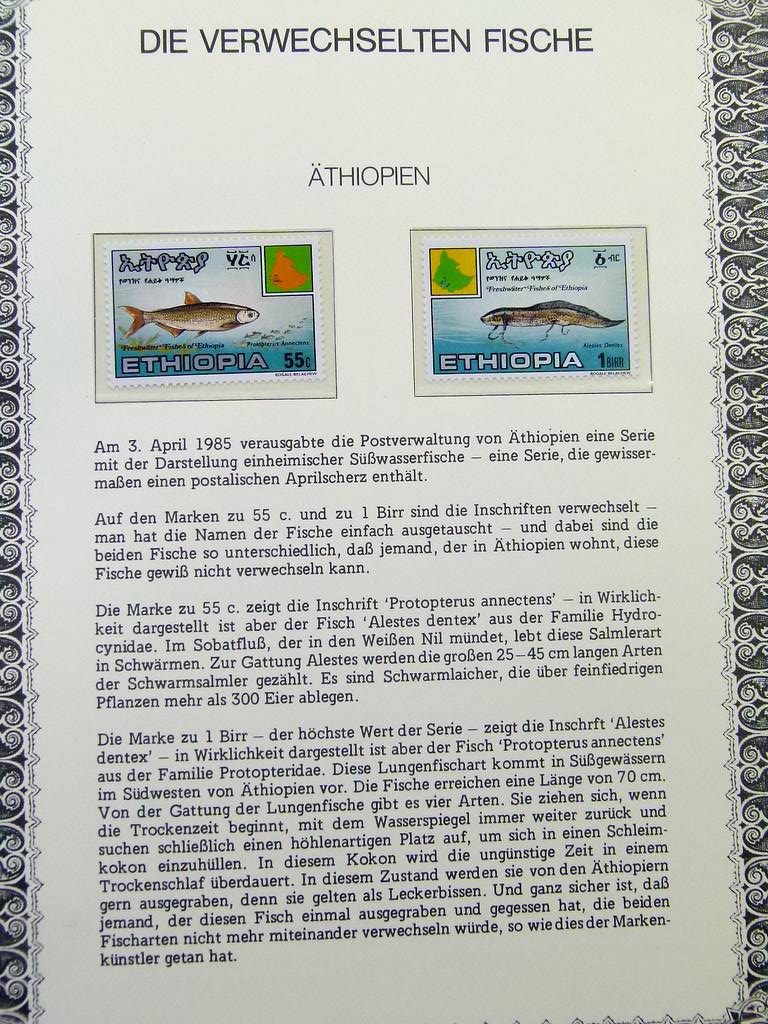 DIE VERWECHSELTEN FISCHE
ÄTHIOPIEN
ኢትዮጵያ
የወንዝና የሐይቅ ዓሣዎች
Freshwater Fishes of Ethiopia
Protopterus Annectens
ETHIOPIA 55c
BOGALE BELACHEW
ኢትዮጵያ ብር
የወንዝና የሐይቅ ዓሣዎች
Freshwater Fishes of Ethiopia
Alestes Dentex
ETHIOPIA 1BIRR
BOGALE BELACHEW
Am 3. April 1985 verausgabte die Postverwaltung von Äthiopien eine Serie
mit der Darstellung einheimischer Süßwasserfische – eine Serie, die gewisser-
maßen einen postalischen Aprilscherz enthält.
Auf den Marken zu 55 c. und zu 1 Birr sind die Inschriften verwechselt –
man hat die Namen der Fische einfach ausgetauscht – und dabei sind die
beiden Fische so unterschiedlich, daß jemand, der in Äthiopien wohnt, diese
Fische gewiß nicht verwechseln kann.
Die Marke zu 55 c. zeigt die Inschrift 'Protopterus annectens' – in Wirklich-
keit dargestellt ist aber der Fisch 'Alestes dentex' aus der Familie Hydro-
cynidae. Im Sobatfluß, der in den Weißen Nil mündet, lebt diese Salmlerart
in Schwärmen. Zur Gattung Alestes werden die großen 25–45 cm langen Arten
der Schwarmsalmler gezählt. Es sind Schwarmlaicher, die über feinfiedrigen
Pflanzen mehr als 300 Eier ablegen.
Die Marke zu 1 Birr – der höchste Wert der Serie – zeigt die Inschrft 'Alestes
dentex' – in Wirklichkeit dargestellt ist aber der Fisch 'Protopterus annectens'
aus der Familie Protopteridae. Diese Lungenfischart kommt in Süßgewässern
im Südwesten von Äthiopien vor. Die Fische erreichen eine Länge von 70 cm.
Von der Gattung der Lungenfische gibt es vier Arten. Sie ziehen sich, wenn
die Trockenzeit beginnt, mit dem Wasserspiegel immer weiter zurück und
suchen schließlich einen höhlenartigen Platz auf, um sich in einen Schleim-
kokon einzuhüllen. In diesem Kokon wird die ungünstige Zeit in einem
Trockenschlaf überdauert. In diesem Zustand werden sie von den Äthiopiern
gern ausgegraben, denn sie gelten als Leckerbissen. Und ganz sicher ist, daß
jemand, der diesen Fisch einmal ausgegraben und gegessen hat, die beiden
Fischarten nicht mehr miteinander verwechseln würde, so wie dies der Marken-
künstler getan hat.